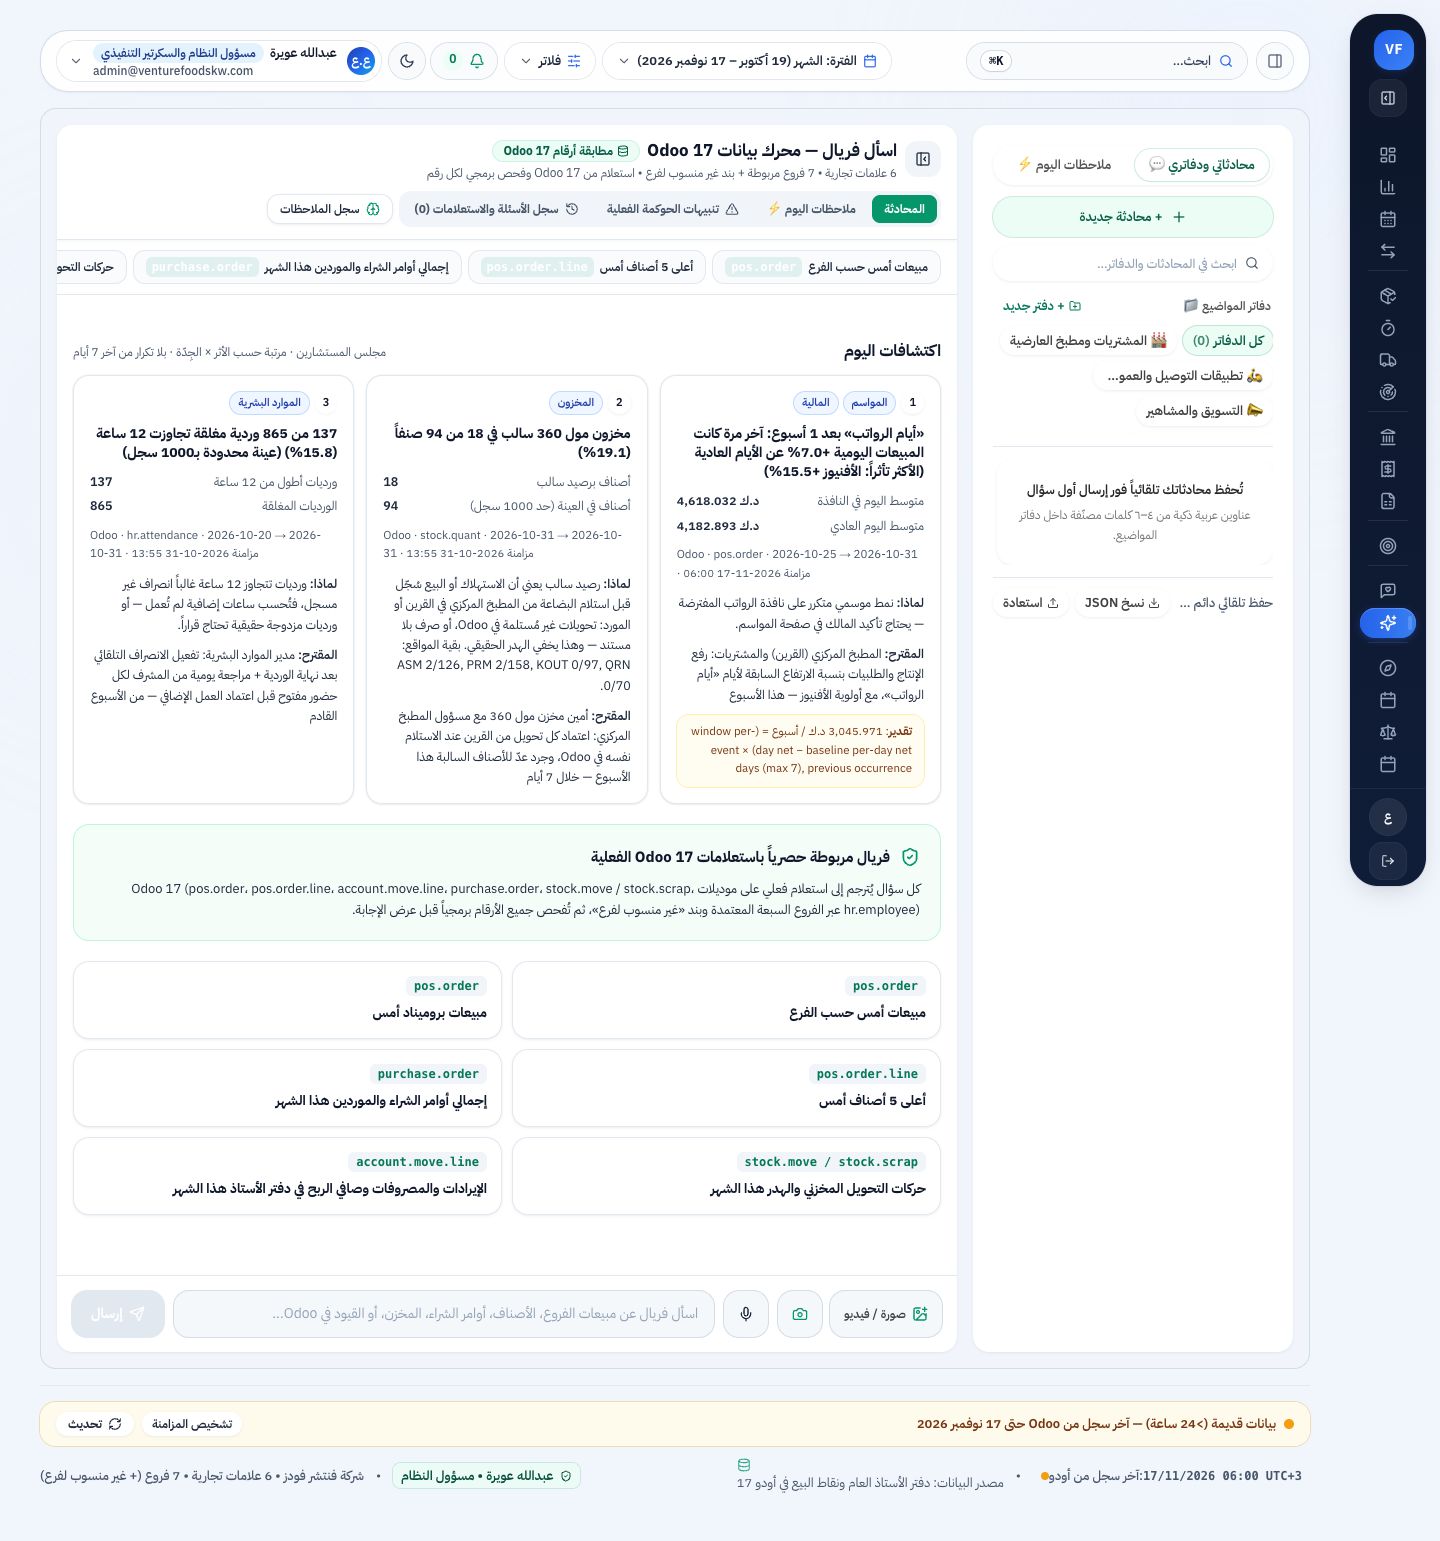 VF
ابحث...
⌘K
الفترة: الشهر (19 أكتوبر – 17 نوفمبر 2026)
فلاتر
0
ع.ع
عبدالله عويرة
مسؤول النظام والسكرتير التنفيذي
admin@venturefoodskw.com
محادثاتي ودفاتري 💬
ملاحظات اليوم ⚡
+ محادثة جديدة
ابحث في المحادثات والدفاتر...
دفاتر المواضيع
+ دفتر جديد
كل الدفاتر (0)
المشتريات ومطبخ العارضية
تطبيقات التوصيل والعمو...
التسويق والمشاهير
تُحفظ محادثاتك تلقائياً فور إرسال أول سؤال
عناوين عربية ذكية من ٤–٦ كلمات مصنّفة داخل دفاتر
المواضيع.
حفظ تلقائي دائم ...
نسخ JSON
استعادة
اسأل فريال — محرك بيانات Odoo 17
مطابقة أرقام Odoo 17
6 علامات تجارية • 7 فروع مربوطة + بند غير منسوب لفرع • استعلام من Odoo 17 وفحص برمجي لكل رقم
المحادثة
ملاحظات اليوم ⚡
تنبيهات الحوكمة الفعلية
سجل الأسئلة والاستعلامات (0)
سجل الملاحظات
مبيعات أمس حسب الفرع pos.order
أعلى 5 أصناف أمس pos.order.line
إجمالي أوامر الشراء والموردين هذا الشهر purchase.order
حركات التحو
اكتشافات اليوم
مجلس المستشارين · مرتبة حسب الأثر × الجِدّة · بلا تكرار من آخر 7 أيام
1
المواسم
المالية
«أيام الرواتب» بعد 1 أسبوع: آخر مرة كانت
المبيعات اليومية +7.0% عن الأيام العادية
(الأكثر تأثراً: الأفنيوز +15.5%)
متوسط اليوم في النافذة
د.ك 4,618.032
متوسط اليوم العادي
د.ك 4,182.893
Odoo · pos.order · 2026-10-25 → 2026-10-31
· مزامنة 2026-11-17 06:00
لماذا: نمط موسمي متكرر على نافذة الرواتب المفترضة
— يحتاج تأكيد المالك في صفحة المواسم.
المقترح: المطبخ المركزي (القرين) والمشتريات: رفع
الإنتاج والطلبيات بنسبة الارتفاع السابقة لأيام «أيام
الرواتب»، مع أولوية الأفنيوز — هذا الأسبوع
تقدير: 3,045.971 د.ك / أسبوع = (window per-
event × (day net − baseline per-day net
days (max 7), previous occurrence
2
المخزون
مخزون مول 360 سالب في 18 من 94 صنفاً
(19.1%)
أصناف برصيد سالب
18
أصناف في العينة (حد 1000 سجل)
94
Odoo · stock.quant · 2026-10-31 → 2026-10-
31 · مزامنة 2026-10-31 13:55
لماذا: رصيد سالب يعني أن الاستهلاك أو البيع سُجّل
قبل استلام البضاعة من المطبخ المركزي في القرين أو
المورد: تحويلات غير مُستلمة في Odoo، أو صرف بلا
مستند — وهذا يخفي الهدر الحقيقي. بقية المواقع:
ASM 2/126, PRM 2/158, KOUT 0/97, QRN
0/70.
المقترح: أمين مخزن مول 360 مع مسؤول المطبخ
المركزي: اعتماد كل تحويل من القرين عند الاستلام
نفسه في Odoo، وجرد عدّ للأصناف السالبة هذا
الأسبوع — خلال 7 أيام
3
الموارد البشرية
137 من 865 وردية مغلقة تجاوزت 12 ساعة
(15.8%) (عينة محدودة بـ1000 سجل)
ورديات أطول من 12 ساعة
137
الورديات المغلقة
865
Odoo · hr.attendance · 2026-10-20 → 2026-
10-31 · مزامنة 2026-10-31 13:55
لماذا: ورديات تتجاوز 12 ساعة غالباً انصراف غير
مسجل، فتُحسب ساعات إضافية لم تُعمل — أو
ورديات مزدوجة حقيقية تحتاج قراراً.
المقترح: مدير الموارد البشرية: تفعيل الانصراف التلقائي
بعد نهاية الوردية + مراجعة يومية من المشرف لكل
حضور مفتوح قبل اعتماد العمل الإضافي — من الأسبوع
القادم
فريال مربوطة حصرياً باستعلامات Odoo 17 الفعلية
كل سؤال يُترجم إلى استعلام فعلي على موديلات Odoo 17 (pos.order، pos.order.line، account.move.line، purchase.order، stock.move / stock.scrap،
hr.employee) عبر الفروع السبعة المعتمدة وبند «غير منسوب لفرع»، ثم تُفحص جميع الأرقام برمجياً قبل عرض الإجابة.
pos.order
مبيعات أمس حسب الفرع
pos.order
مبيعات بروميناد أمس
pos.order.line
أعلى 5 أصناف أمس
purchase.order
إجمالي أوامر الشراء والموردين هذا الشهر
stock.move / stock.scrap
حركات التحويل المخزني والهدر هذا الشهر
account.move.line
الإيرادات والمصروفات وصافي الربح في دفتر الأستاذ هذا الشهر
صورة / فيديو
اسأل فريال عن مبيعات الفروع، الأصناف، أوامر الشراء، المخزن، أو القيود في Odoo...
إرسال
ع
بيانات قديمة (>24 ساعة) — آخر سجل من Odoo حتى 17 نوفمبر 2026
تشخيص المزامنة
تحديث
آخر سجل من أودو: 17/11/2026 06:00 UTC+3
•
مصدر البيانات: دفتر الأستاذ العام ونقاط البيع في أودو 17
عبدالله عويرة • مسؤول النظام
•
شركة فنتشر فودز • 6 علامات تجارية • 7 فروع (+ غير منسوب لفرع)